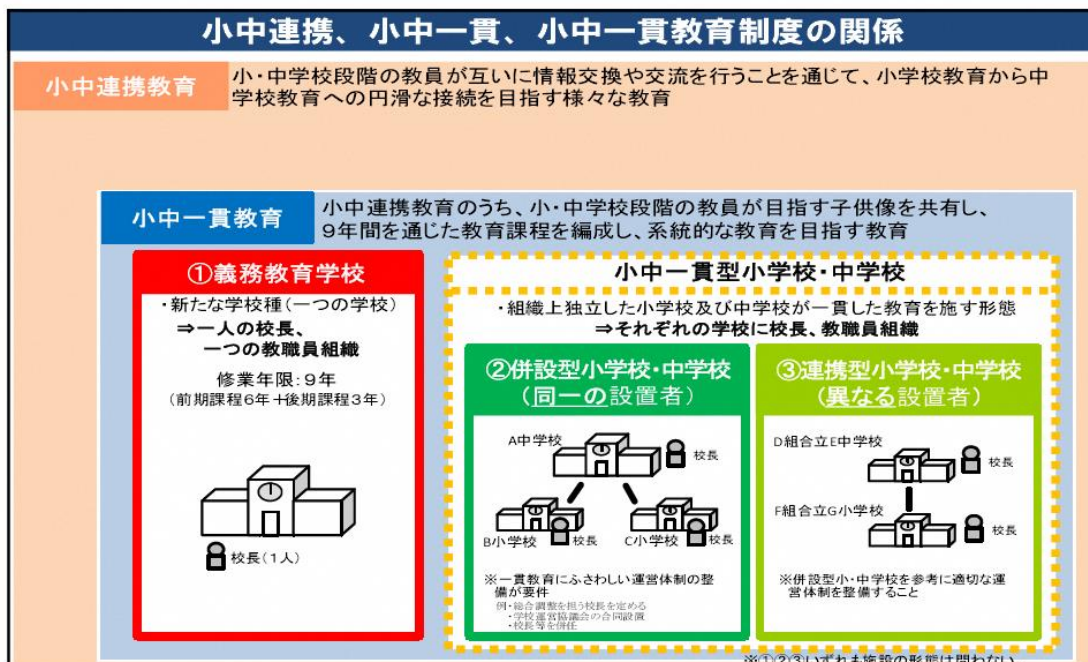 小中連携、小中一貫、小中一貫教育制度の関係
小中連携教育
小・中学校段階の教員が互いに情報交換や交流を行うことを通じて、小学校教育から中
学校教育への円滑な接続を目指す様々な教育
小中一貫教育
小中連携教育のうち、小・中学校段階の教員が目指す子供像を共有し、
9年間を通じた教育課程を編成し、系統的な教育を目指す教育
①義務教育学校
・新たな学校種(一つの学校)
⇒一人の校長、
一つの教職員組織
修業年限:9年
(前期課程6年+後期課程3年)
校長(1人)
小中一貫型小学校・中学校
・組織上独立した小学校及び中学校が一貫した教育を施す形態
⇒それぞれの学校に校長、教職員組織
②併設型小学校・中学校
(同一の設置者)
A中学校
校長
B小学校
校長
C小学校
校長
※一貫教育にふさわしい運営体制の整
備が要件
例・総合調整を担う校長を定める
・学校運営協議会の合同設置
・校長等を併任
③連携型小学校・中学校
(異なる設置者)
D組合立E中学校
校長
F組合立G小学校
校長
※併設型小・中学校を参考に適切な運
営体制を整備すること
※①②③いずれも施設の形態は問わない